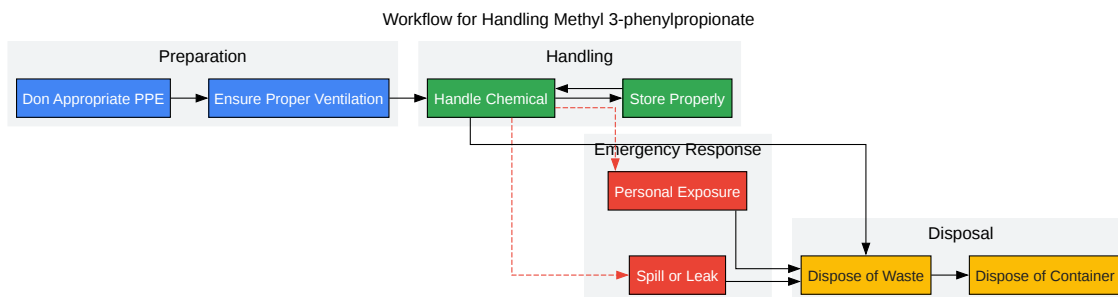 Workflow for Handling Methyl 3-phenylpropionate
Preparation
Handling
Don Appropriate PPE
Ensure Proper Ventilation
Handle Chemical
Store Properly
Emergency Response
Personal Exposure
Disposal
Spill or Leak
Dispose of Waste
Dispose of Container